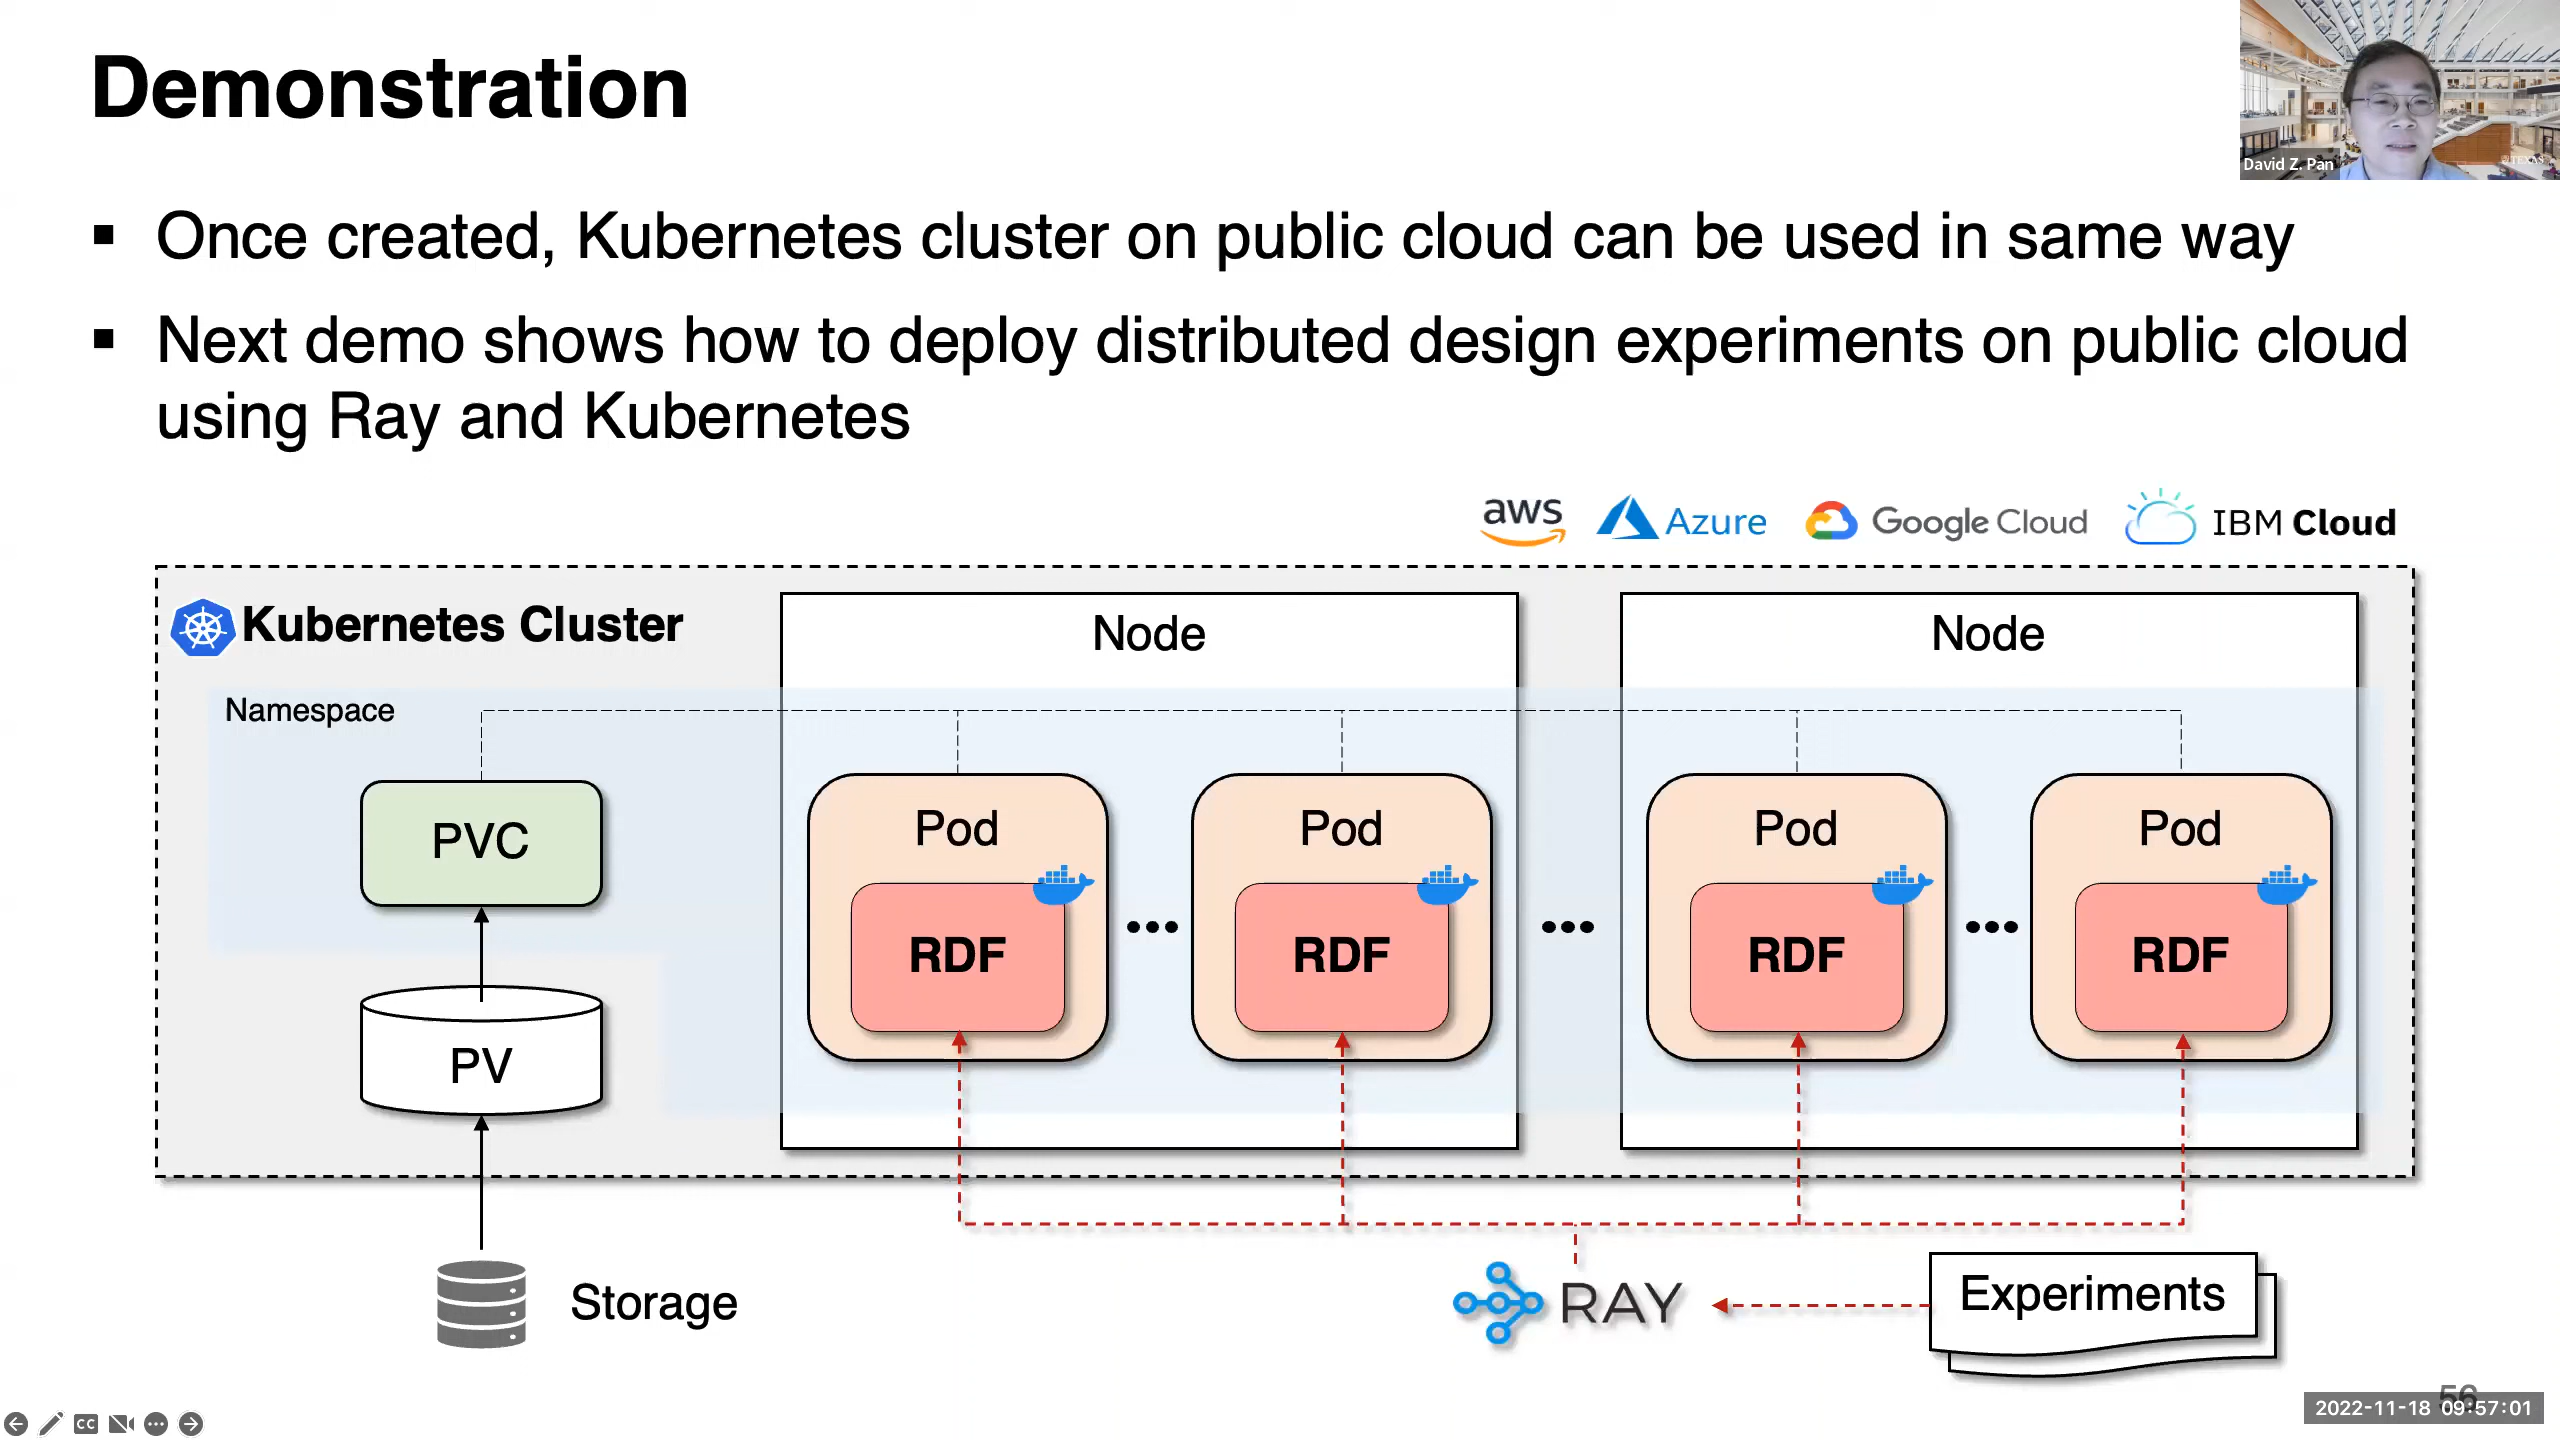 Demonstration
David Z. Pan
TEXAS
▪ Once created, Kubernetes cluster on public cloud can be used in same way
▪ Next demo shows how to deploy distributed design experiments on public cloud
using Ray and Kubernetes
aws Azure Google Cloud IBM Cloud
Kubernetes Cluster
Node Node
Namespace
PVC
Pod Pod Pod Pod
RDF RDF RDF RDF
PV
Storage
RAY
Experiments
56
CC
2022-11-18 09:57:01